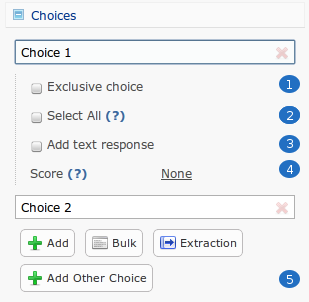 Choices
Choice 1
Exclusive choice 1
Select All (?) 2
Add text response 3
Score (?) None 4
Choice 2
Add Bulk Extraction
Add Other Choice 5